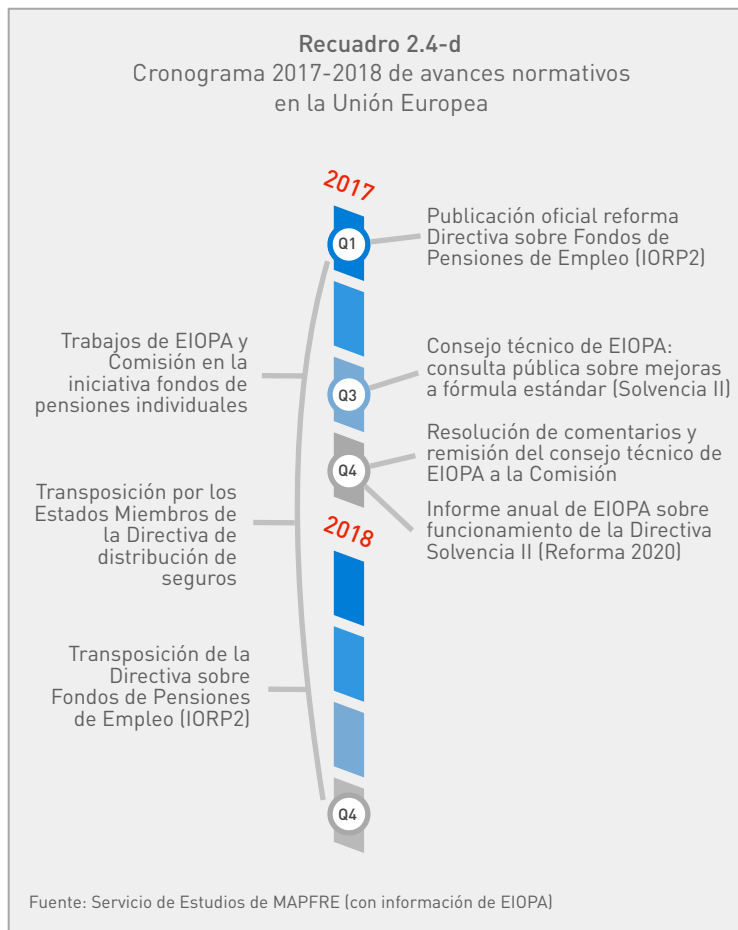 Recuadro 2.4-d
Cronograma 2017-2018 de avances normativos
en la Unión Europea
2017
Q1
Publicación oficial reforma
Directiva sobre Fondos de
Pensiones de Empleo (IORP2)
Trabajos de EIOPA y
Comisión en la
iniciativa fondos de
pensiones individuales
Q3
Consejo técnico de EIOPA:
consulta pública sobre mejoras
a fórmula estándar (Solvencia II)
Q4
Resolución de comentarios y
remisión del consejo técnico de
EIOPA a la Comisión
Informe anual de EIOPA sobre
funcionamiento de la Directiva
Solvencia II (Reforma 2020)
Transposición por los
Estados Miembros de
la Directiva de
distribución de
seguros
2018
Transposición de la
Directiva sobre
Fondos de Pensiones
de Empleo (IORP2)
Q4
Fuente: Servicio de Estudios de MAPFRE (con información de EIOPA)